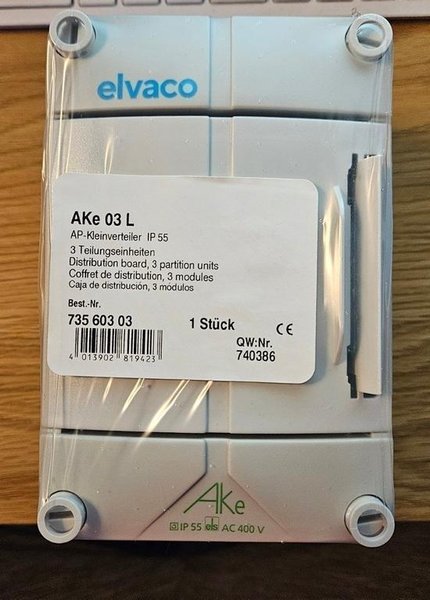 elvaco
AKe 03 L
AP-Kleinverteiler IP 55
3 Teilungseinheiten
Distribution board, 3 partition units
Coffret de distribution, 3 modules
Caja de distribución, 3 módulos
Best.-Nr.
735 603 03
1 Stück
CE
QW:Nr.
740386
4 013902 819423
AKe
IP 55 els AC 400 V